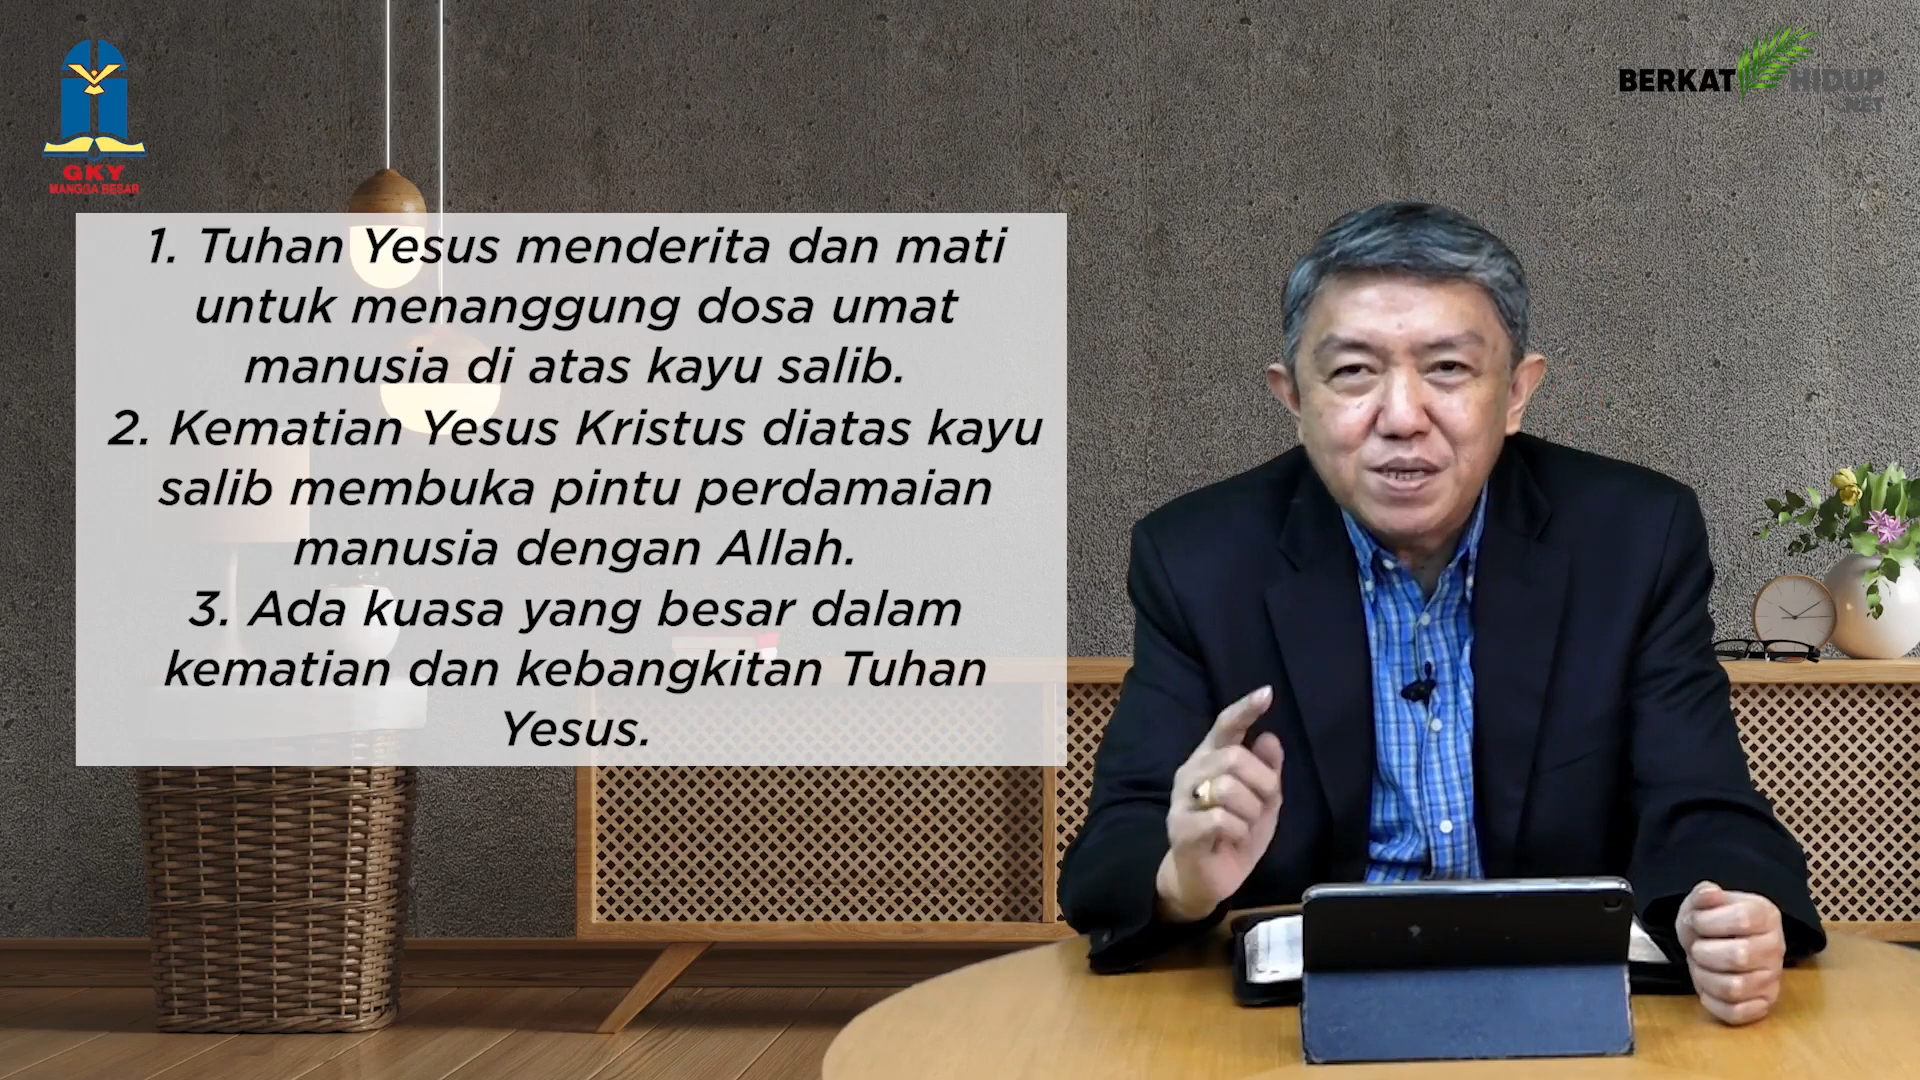 GKY
MANGGA BESAR
BERKAT HIDUP
.NET
1. Tuhan Yesus menderita dan mati
untuk menanggung dosa umat
manusia di atas kayu salib.
2. Kematian Yesus Kristus diatas kayu
salib membuka pintu perdamaian
manusia dengan Allah.
3. Ada kuasa yang besar dalam
kematian dan kebangkitan Tuhan
Yesus.